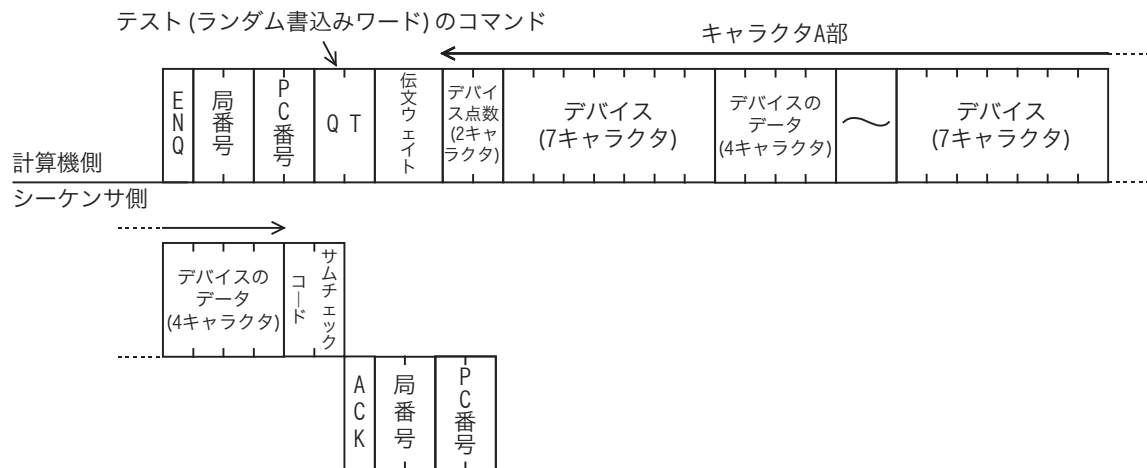 テスト (ランダム書込みワード) のコマンド
キャラクタA部
ENQ
局番号
PC番号
QT
伝文ウェイト
デバイ
ス点数
(2キャ
ラクタ)
デバイス
(7キャラクタ)
デバイスの
データ
(4キャラクタ)
〜
デバイス
(7キャラクタ)
計算機側
シーケンサ側
デバイスの
データ
(4キャラクタ)
サムチェック
コード
ACK
局番号
PC番号